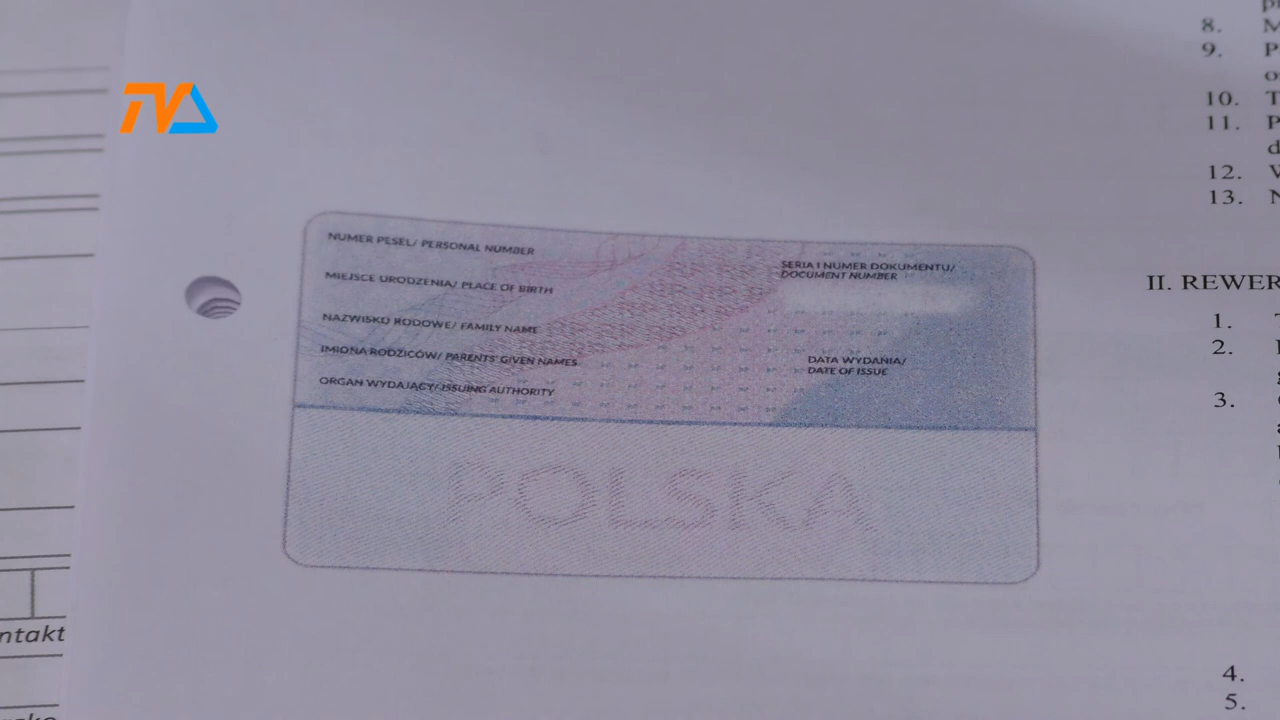 TVA
NUMER PESEL/ PERSONAL NUMBER
MIEJSCE URODZENIA/ PLACE OF BIRTH
NAZWISKO RODOWE/ FAMILY NAME
IMIONA RODZICÓW/ PARENTS' GIVEN NAMES
ORGAN WYDAJĄCY/ISSUING AUTHORITY
SERIA I NUMER DOKUMENTU/
DOCUMENT NUMBER
DATA WYDANIA/
DATE OF ISSUE
POLSKA
8.
9.
10.
11.
12.
13.
II. REWER
1.
2.
3.
4.
5.
ntakt